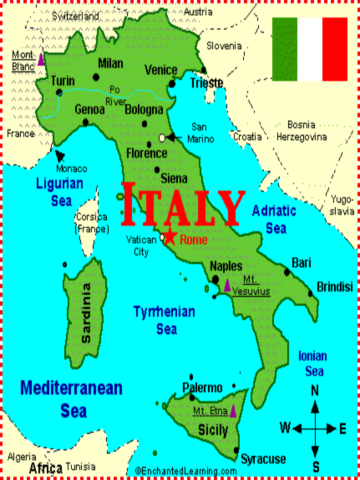 Switzerland
Austria
Mont
Blanc
Milan
Slovenia
Turin
Venice
Trieste
Po
River
Genoa
Bologna
San
Marino
Croatia
Bosnia
Herzegovina
France
Florence
Monaco
Siena
Ligurian
Sea
Yugo-
slavia
ITALY
Adriatic
Sea
Corsica
(France)
Vatican
City
Rome
Naples
Mt.
Vesuvius
Bari
Brindisi
Sardinia
Tyrrhenian
Sea
Ionian
Sea
Mediterranean
Sea
Palermo
Mt. Etna
Sicily
N
W
E
S
Algeria
Africa
Tunisia
Syracuse
©EnchantedLearning.com